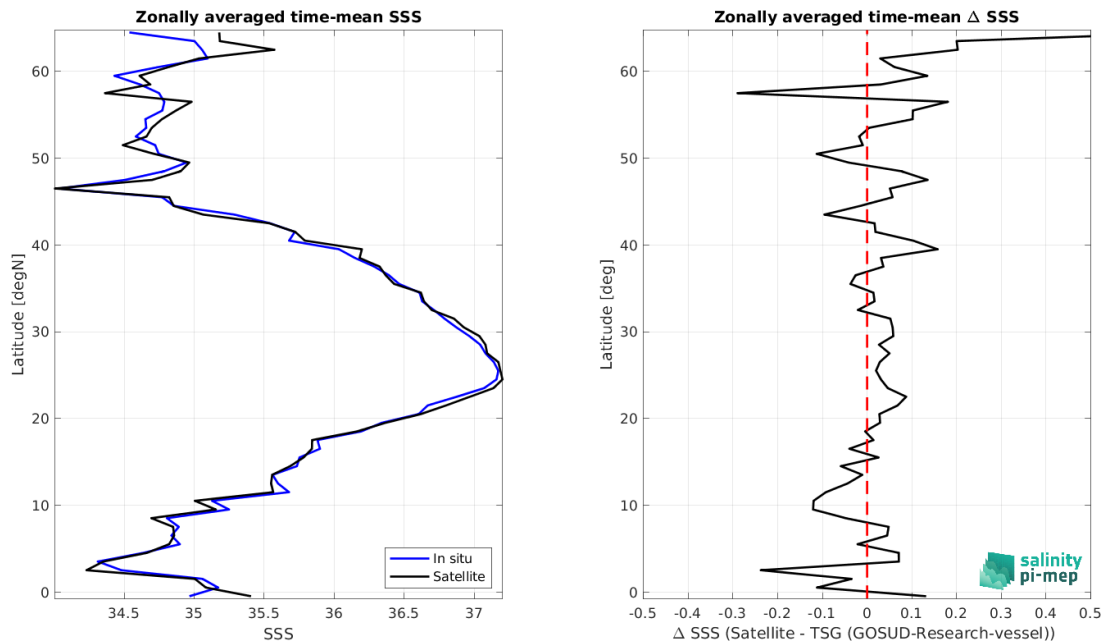 Zonally averaged time-mean SSS
60
50
40
30
20
10
0
Latitude [degN]
34.5 35 35.5 36 36.5 37
SSS
In situ
Satellite
Zonally averaged time-mean Δ SSS
60
50
40
30
20
10
0
Latitude [deg]
-0.5 -0.4 -0.3 -0.2 -0.1 0 0.1 0.2 0.3 0.4 0.5
Δ SSS (Satellite - TSG (GOSUD-Research-vessel))
salinity
pi-mep